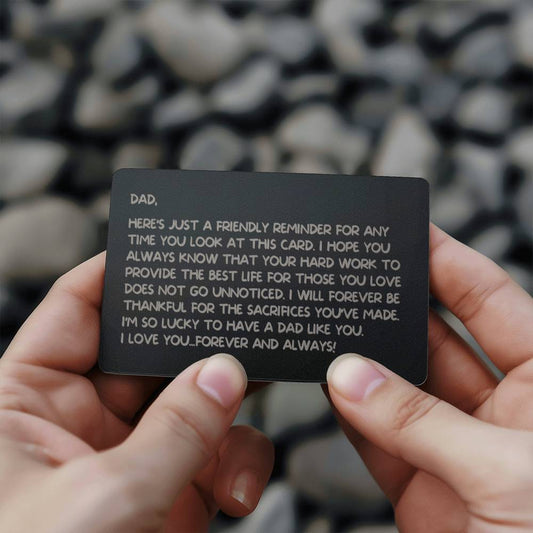 DAD,
HERE'S JUST A FRIENDLY REMINDER FOR ANY
TIME YOU LOOK AT THIS CARD. I HOPE YOU
ALWAYS KNOW THAT YOUR HARD WORK TO
PROVIDE THE BEST LIFE FOR THOSE YOU LOVE
DOES NOT GO UNNOTICED. I WILL FOREVER BE
THANKFUL FOR THE SACRIFICES YOU'VE MADE.
I'M SO LUCKY TO HAVE A DAD LIKE YOU.
I LOVE YOU...FOREVER AND ALWAYS!